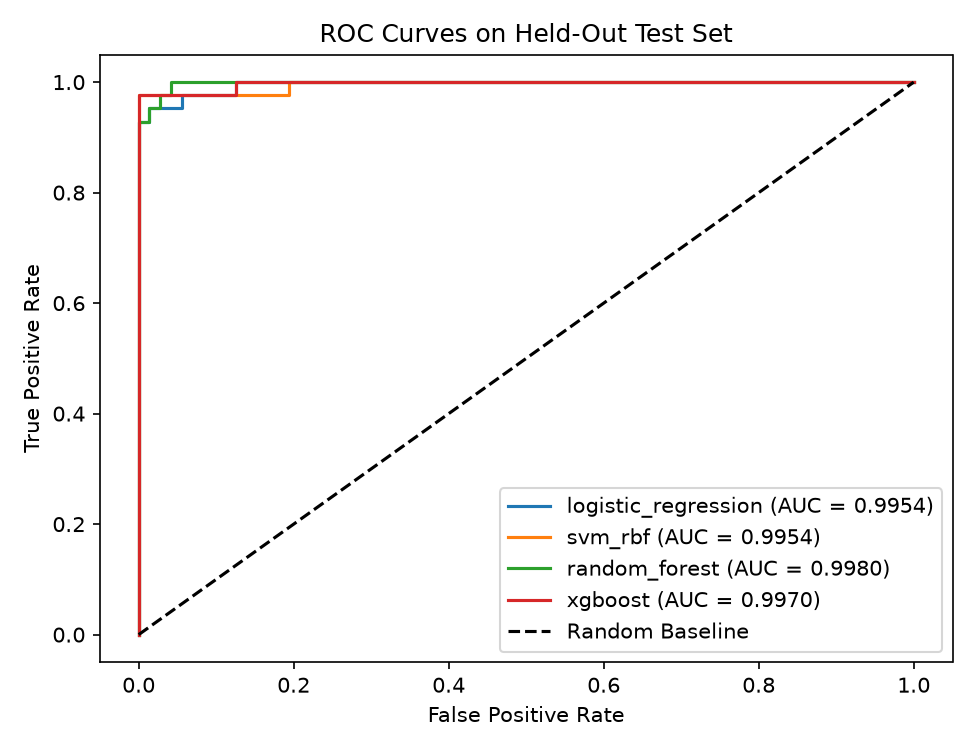 ROC Curves on Held-Out Test Set
1.0
0.8
0.6
0.4
0.2
0.0
True Positive Rate
logistic_regression (AUC = 0.9954)
svm_rbf (AUC = 0.9954)
random_forest (AUC = 0.9980)
xgboost (AUC = 0.9970)
Random Baseline
0.0 0.2 0.4 0.6 0.8 1.0
False Positive Rate